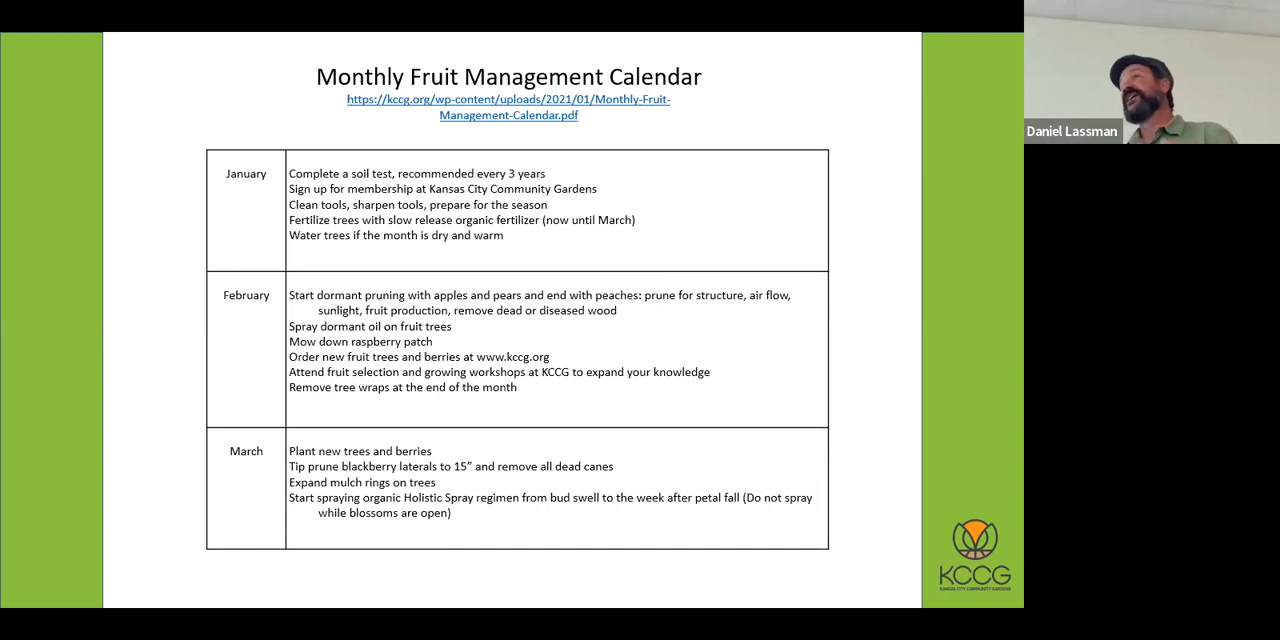 Monthly Fruit Management Calendar
https://kccg.org/wp-content/uploads/2021/01/Monthly-Fruit-
Management-Calendar.pdf
January
Complete a soil test, recommended every 3 years
Sign up for membership at Kansas City Community Gardens
Clean tools, sharpen tools, prepare for the season
Fertilize trees with slow release organic fertilizer (now until March)
Water trees if the month is dry and warm
February
Start dormant pruning with apples and pears and end with peaches: prune for structure, air flow,
sunlight, fruit production, remove dead or diseased wood
Spray dormant oil on fruit trees
Mow down raspberry patch
Order new fruit trees and berries at www.kccg.org
Attend fruit selection and growing workshops at KCCG to expand your knowledge
Remove tree wraps at the end of the month
March
Plant new trees and berries
Tip prune blackberry laterals to 15” and remove all dead canes
Expand mulch rings on trees
Start spraying organic Holistic Spray regimen from bud swell to the week after petal fall (Do not spray
while blossoms are open)
KCCG
KANSAS CITY COMMUNITY GARDENS
Daniel Lassman